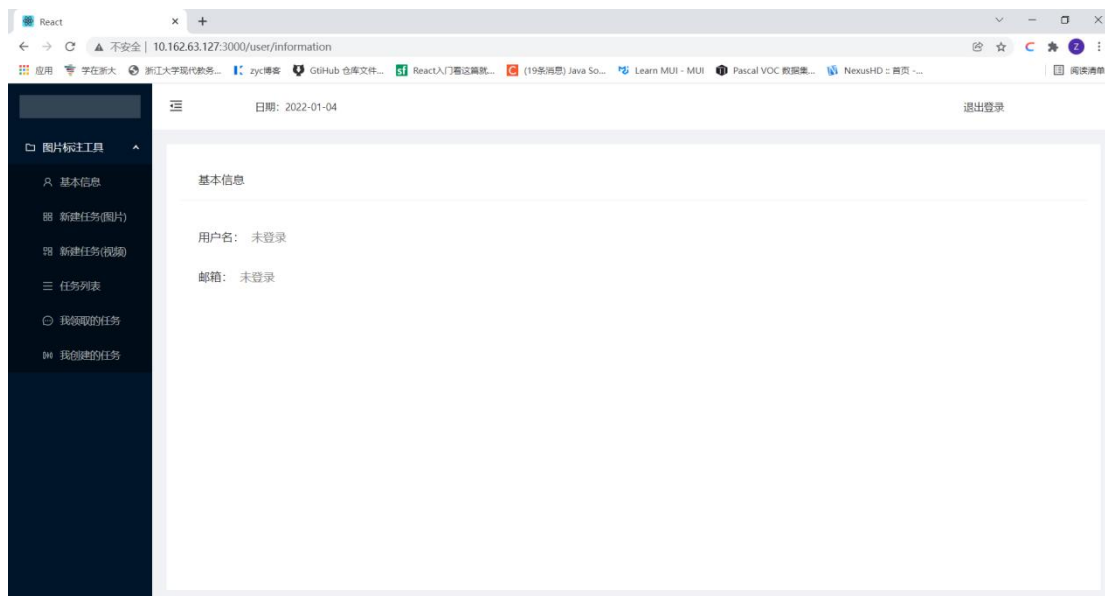 React
不安全 | 10.162.63.127:3000/user/information
Z
应用 学在浙大 浙江大学现代教务... zyc博客 GtiHub 仓库文件... sf React入门看这篇就... C (19条消息) Java So... Learn MUI - MUI Pascal VOC 数据集... NexusHD :: 首页 -... 阅读清单
日期: 2022-01-04 退出登录
图片标注工具
基本信息
新建任务(图片)
新建任务(视频)
任务列表
我领取的任务
我创建的任务
基本信息
用户名: 未登录
邮箱: 未登录